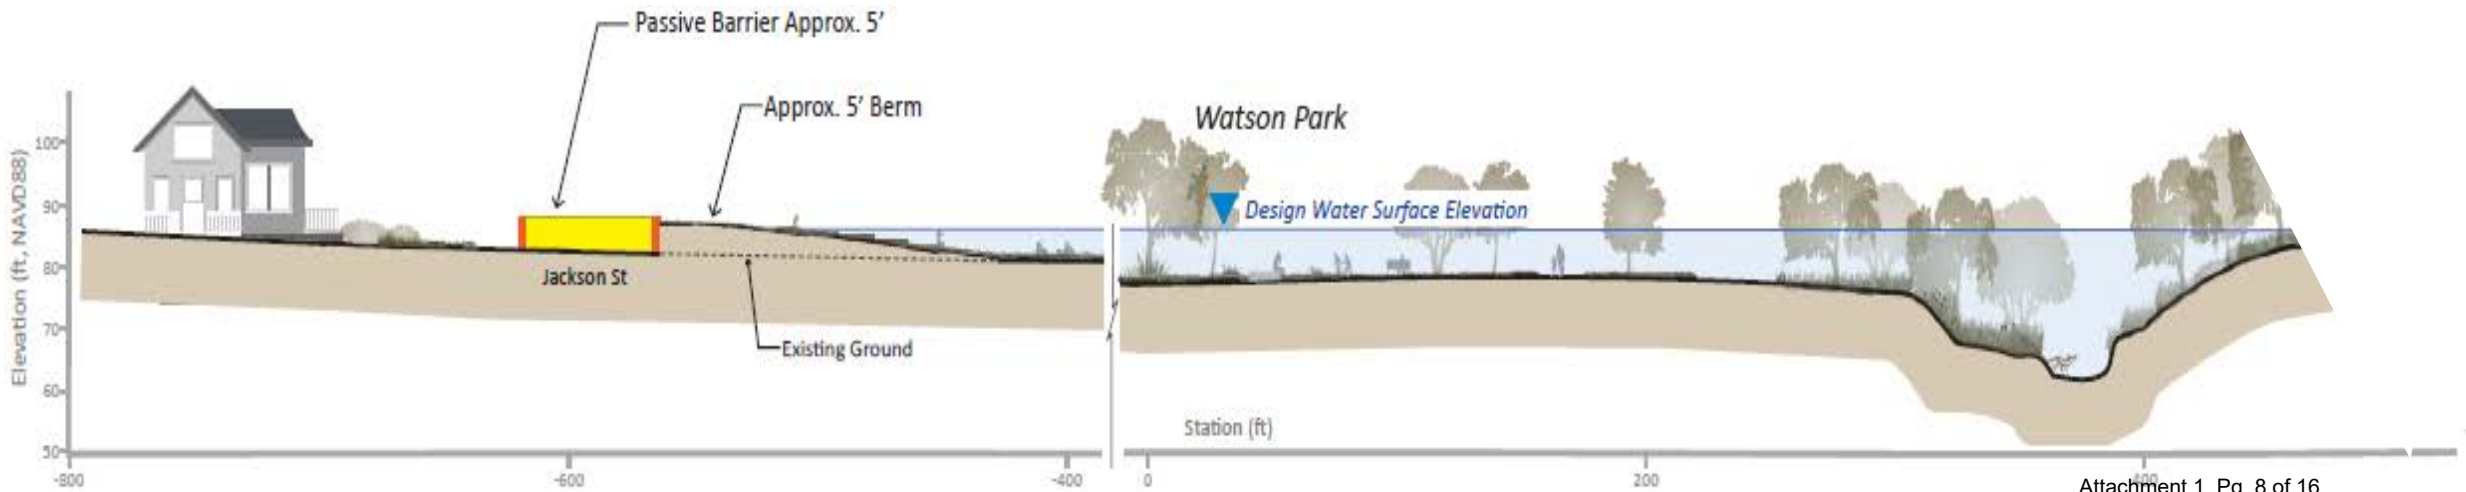 Passive Barrier Approx. 5'
Approx. 5' Berm
Watson Park
Design Water Surface Elevation
Elevation (ft, NAVD88)
100
90
80
70
60
50
Jackson St
Existing Ground
Station (ft)
-800
-600
-400
0
200
400
Attachment 1, Pg. 8 of 16